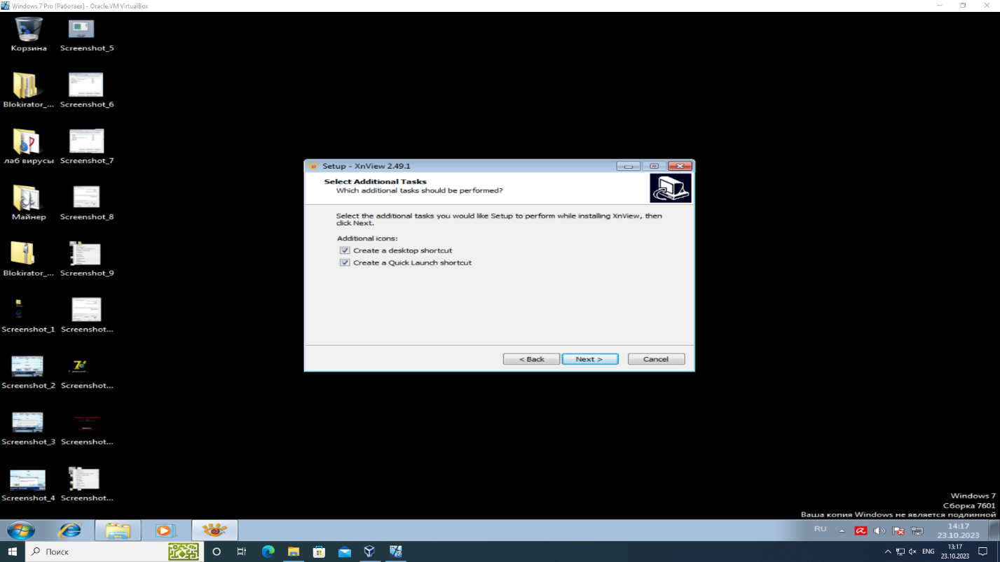 Windows 7 Pro [Работает] - Oracle VM VirtualBox
Корзина
Screenshot_5
Blokirator_...
Screenshot_6
лаб вирусы
Screenshot_7
Майнер
Screenshot_8
Blokirator_...
Screenshot_9
Screenshot_1
Screenshot...
Screenshot_2
Screenshot...
Screenshot_3
Screenshot...
Screenshot_4
Screenshot...
Setup - XnView 2.49.1
Select Additional Tasks
Which additional tasks should be performed?
Select the additional tasks you would like Setup to perform while installing XnView, then
click Next.
Additional icons:
Create a desktop shortcut
Create a Quick Launch shortcut
< Back
Next >
Cancel
Windows 7
Сборка 7601
Ваша копия Windows не является подлинной
RU
14:17
23.10.2023
Поиск
ENG
13:17
23.10.2023